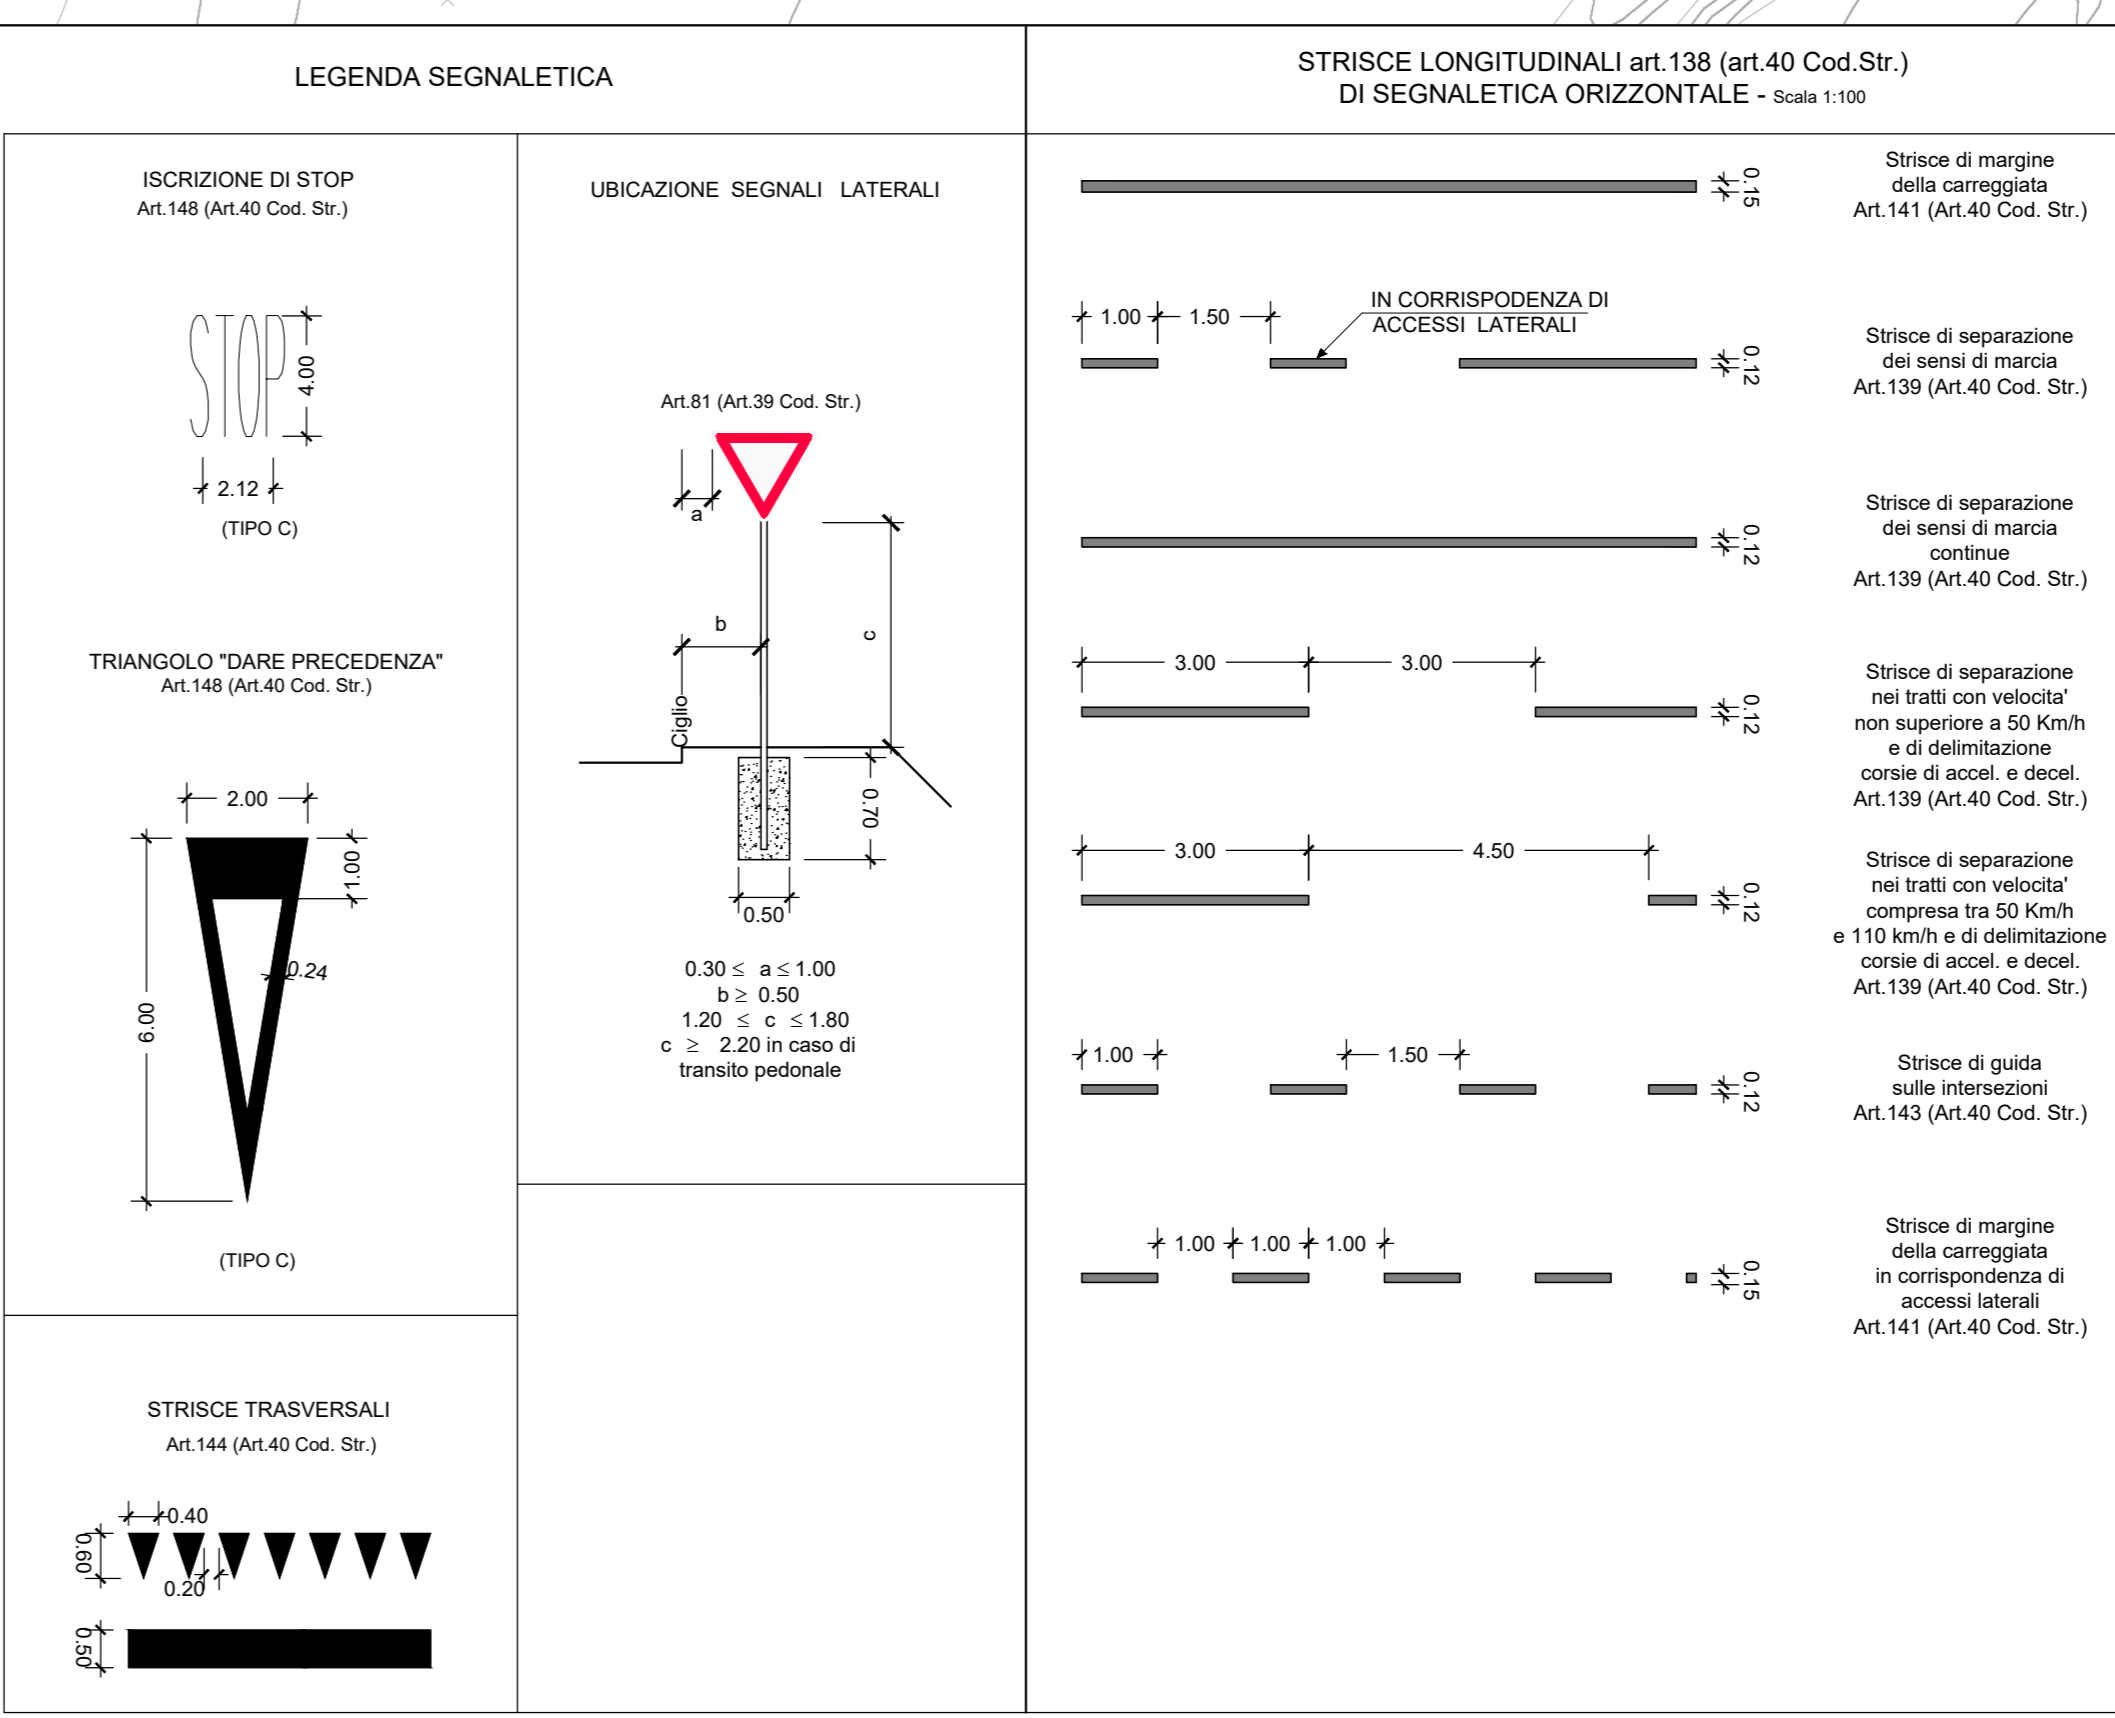 LEGENDA SEGNALETICA
ISCRIZIONE DI STOP
Art.148 (Art.40 Cod. Str.)
STOP
4.00
2.12
(TIPO C)
TRIANGOLO "DARE PRECEDENZA"
Art.148 (Art.40 Cod. Str.)
2.00
1.00
0.24
6.00
(TIPO C)
STRISCE TRASVERSALI
Art.144 (Art.40 Cod. Str.)
0.40
0.60
0.20
0.50
UBICAZIONE SEGNALI LATERALI
Art.81 (Art.39 Cod. Str.)
a
b
c
Ciglio
0.70
0.50
0.30 ≤ a ≤ 1.00
b ≥ 0.50
1.20 ≤ c ≤ 1.80
c ≥ 2.20 in caso di
transito pedonale
STRISCE LONGITUDINALI art.138 (art.40 Cod.Str.)
DI SEGNALETICA ORIZZONTALE - Scala 1:100
0.15
Strisce di margine
della carreggiata
Art.141 (Art.40 Cod. Str.)
1.00 1.50
IN CORRISPODENZA DI
ACCESSI LATERALI
0.12
Strisce di separazione
dei sensi di marcia
Art.139 (Art.40 Cod. Str.)
0.12
Strisce di separazione
dei sensi di marcia
continue
Art.139 (Art.40 Cod. Str.)
3.00 3.00
0.12
Strisce di separazione
nei tratti con velocita'
non superiore a 50 Km/h
e di delimitazione
corsie di accel. e decel.
Art.139 (Art.40 Cod. Str.)
3.00 4.50
0.12
Strisce di separazione
nei tratti con velocita'
compresa tra 50 Km/h
e 110 km/h e di delimitazione
corsie di accel. e decel.
Art.139 (Art.40 Cod. Str.)
1.00 1.50
0.12
Strisce di guida
sulle intersezioni
Art.143 (Art.40 Cod. Str.)
1.00 1.00 1.00
0.15
Strisce di margine
della carreggiata
in corrispondenza di
accessi laterali
Art.141 (Art.40 Cod. Str.)